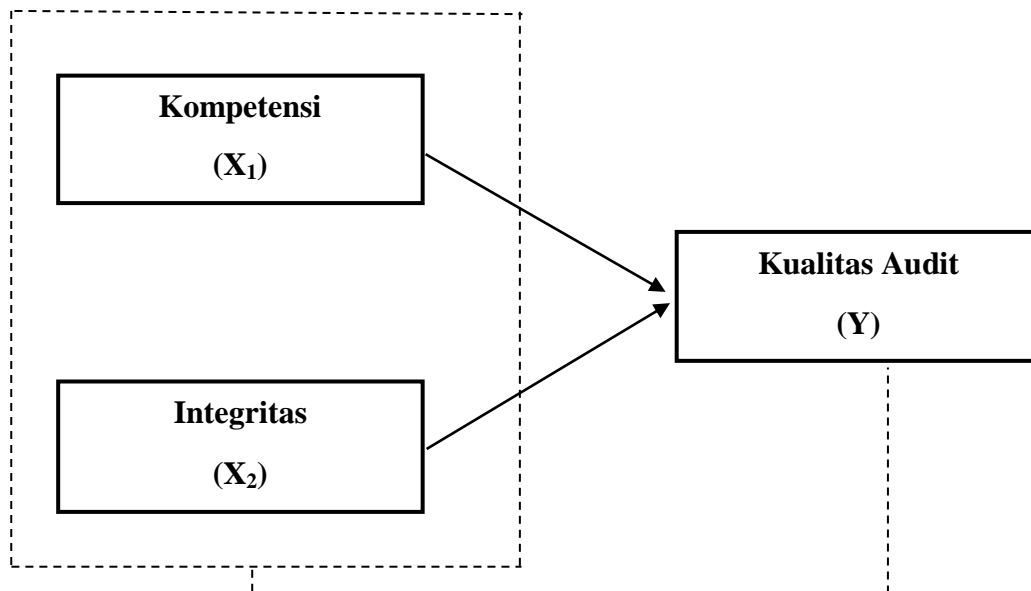 Kompetensi
(X₁)
Kualitas Audit
(Y)
Integritas
(X₂)